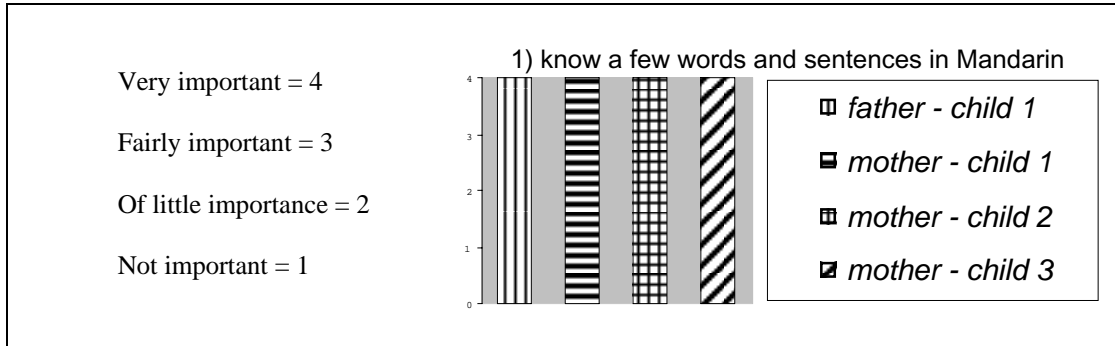 Very important = 4
Fairly important = 3
Of little importance = 2
Not important = 1
1) know a few words and sentences in Mandarin
4
3
2
1
0
father - child 1
mother - child 1
mother - child 2
mother - child 3